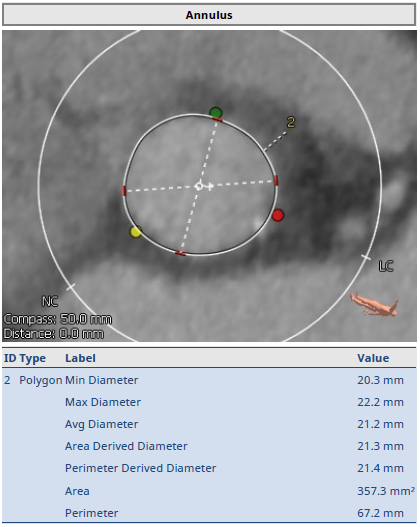 Annulus
2
LC
NC
Compass: 50.0 mm
Distance: 0.0 mm
ID Type Label Value
2 Polygon Min Diameter 20.3 mm
Max Diameter 22.2 mm
Avg Diameter 21.2 mm
Area Derived Diameter 21.3 mm
Perimeter Derived Diameter 21.4 mm
Area 357.3 mm²
Perimeter 67.2 mm